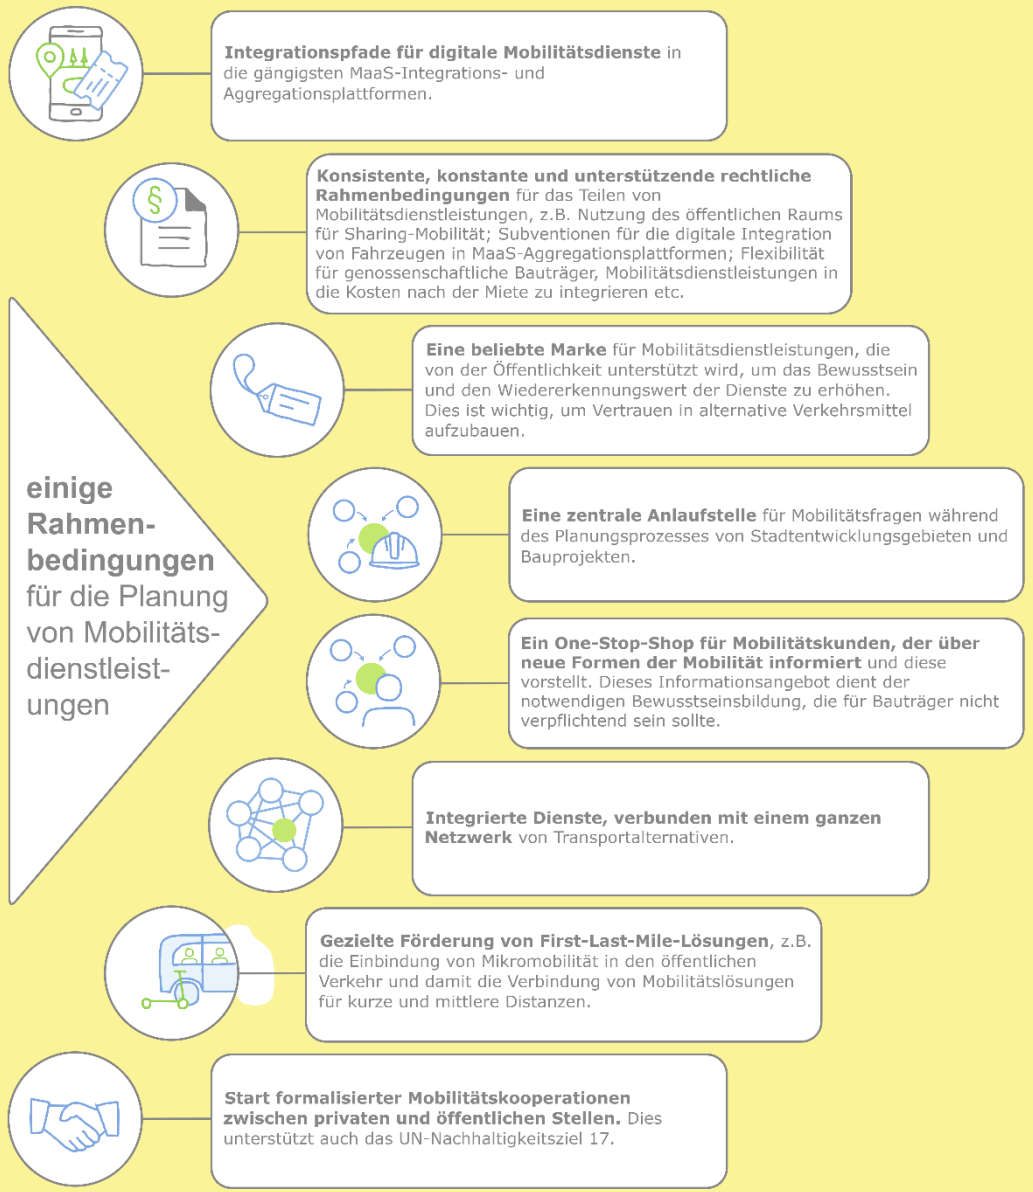 Integrationspfade für digitale Mobilitätsdienste in
die gängigsten MaaS-Integrations- und
Aggregationsplattformen.
§
Konsistente, konstante und unterstützende rechtliche
Rahmenbedingungen für das Teilen von
Mobilitätsdienstleistungen, z.B. Nutzung des öffentlichen Raums
für Sharing-Mobilität; Subventionen für die digitale Integration
von Fahrzeugen in MaaS-Aggregationsplattformen; Flexibilität
für genossenschaftliche Bauträger, Mobilitätsdienstleistungen in
die Kosten nach der Miete zu integrieren etc.
Eine beliebte Marke für Mobilitätsdienstleistungen, die
von der Öffentlichkeit unterstützt wird, um das Bewusstsein
und den Wiedererkennungswert der Dienste zu erhöhen.
Dies ist wichtig, um Vertrauen in alternative Verkehrsmittel
aufzubauen.
einige
Rahmen-
bedingungen
für die Planung
von Mobilitäts-
dienstleist-
ungen
Eine zentrale Anlaufstelle für Mobilitätsfragen während
des Planungsprozesses von Stadtentwicklungsgebieten und
Bauprojekten.
Ein One-Stop-Shop für Mobilitätskunden, der über
neue Formen der Mobilität informiert und diese
vorstellt. Dieses Informationsangebot dient der
notwendigen Bewusstseinsbildung, die für Bauträger nicht
verpflichtend sein sollte.
Integrierte Dienste, verbunden mit einem ganzen
Netzwerk von Transportalternativen.
Gezielte Förderung von First-Last-Mile-Lösungen, z.B.
die Einbindung von Mikromobilität in den öffentlichen
Verkehr und damit die Verbindung von Mobilitätslösungen
für kurze und mittlere Distanzen.
Start formalisierter Mobilitätskooperationen
zwischen privaten und öffentlichen Stellen. Dies
unterstützt auch das UN-Nachhaltigkeitsziel 17.